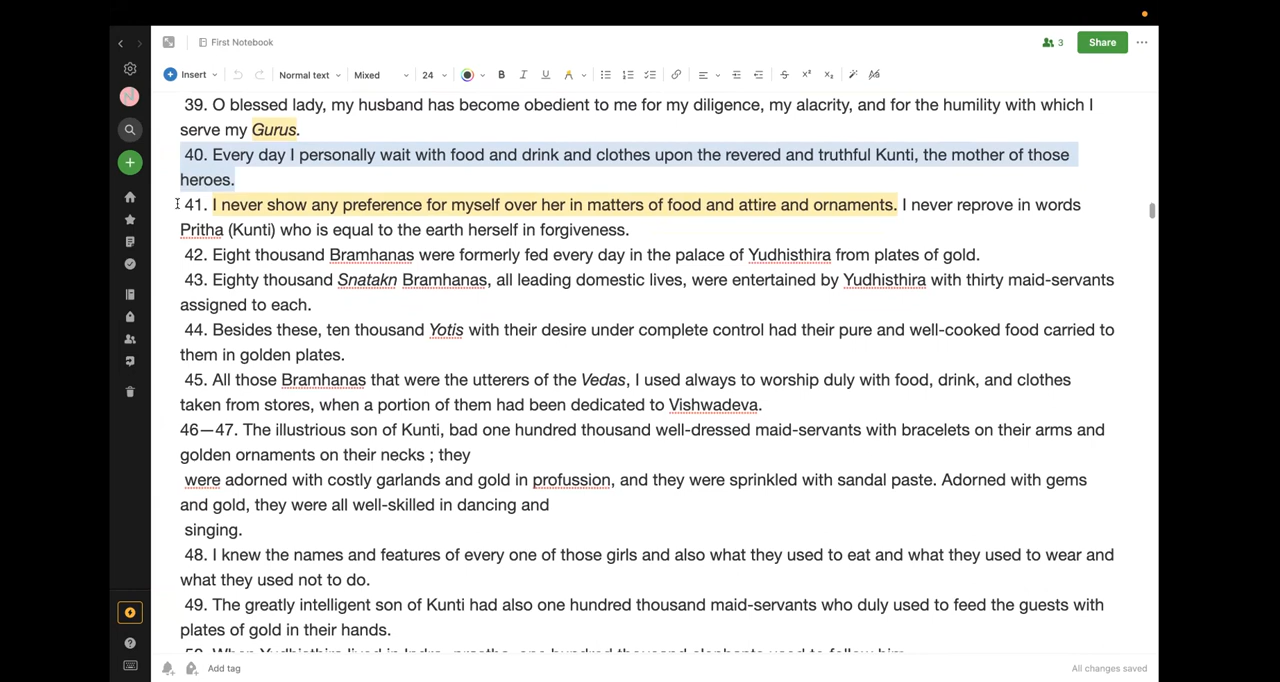 First Notebook
3
Share
Insert
Normal text
Mixed
24
B I U
39. O blessed lady, my husband has become obedient to me for my diligence, my alacrity, and for the humility with which I
serve my Gurus.
40. Every day I personally wait with food and drink and clothes upon the revered and truthful Kunti, the mother of those
heroes.
41. I never show any preference for myself over her in matters of food and attire and ornaments. I never reprove in words
Pritha (Kunti) who is equal to the earth herself in forgiveness.
42. Eight thousand Bramhanas were formerly fed every day in the palace of Yudhisthira from plates of gold.
43. Eighty thousand Snatakn Bramhanas, all leading domestic lives, were entertained by Yudhisthira with thirty maid-servants
assigned to each.
44. Besides these, ten thousand Yotis with their desire under complete control had their pure and well-cooked food carried to
them in golden plates.
45. All those Bramhanas that were the utterers of the Vedas, I used always to worship duly with food, drink, and clothes
taken from stores, when a portion of them had been dedicated to Vishwadeva.
46—47. The illustrious son of Kunti, bad one hundred thousand well-dressed maid-servants with bracelets on their arms and
golden ornaments on their necks ; they
were adorned with costly garlands and gold in profussion, and they were sprinkled with sandal paste. Adorned with gems
and gold, they were all well-skilled in dancing and
singing.
48. I knew the names and features of every one of those girls and also what they used to eat and what they used to wear and
what they used not to do.
49. The greatly intelligent son of Kunti had also one hundred thousand maid-servants who duly used to feed the guests with
plates of gold in their hands.
Add tag
All changes saved